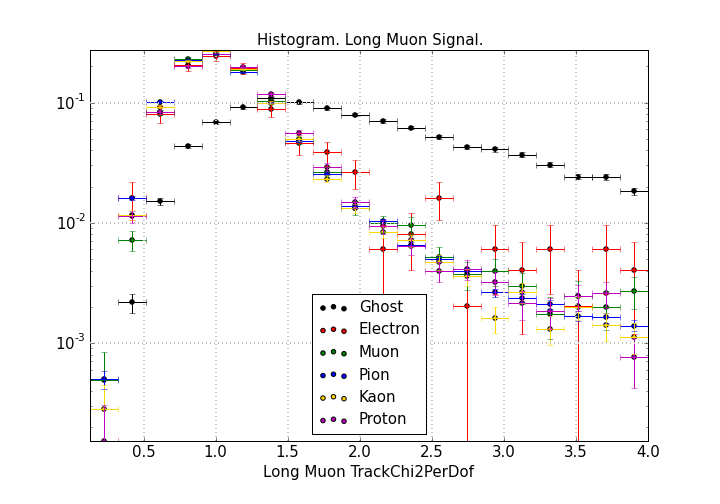 Histogram. Long Muon Signal.
10^-1
10^-2
10^-3
Ghost
Electron
Muon
Pion
Kaon
Proton
0.5 1.0 1.5 2.0 2.5 3.0 3.5 4.0
Long Muon TrackChi2PerDof